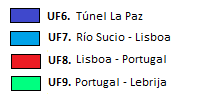 UF6. Túnel La Paz
UF7. Río Sucio - Lisboa
UF8. Lisboa - Portugal
UF9. Portugal - Lebrija